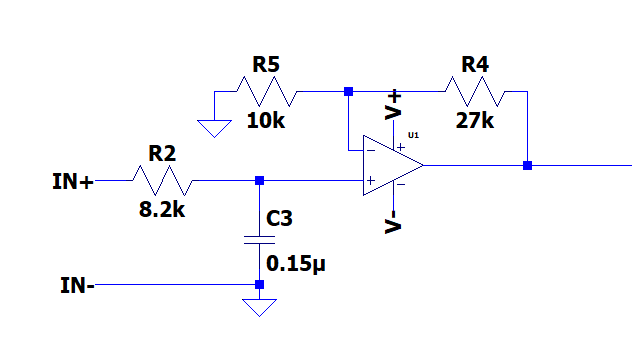 R5
R4
V+
10k
27k
U1
R2
IN+
8.2k
C3
V-
0.15µ
IN-